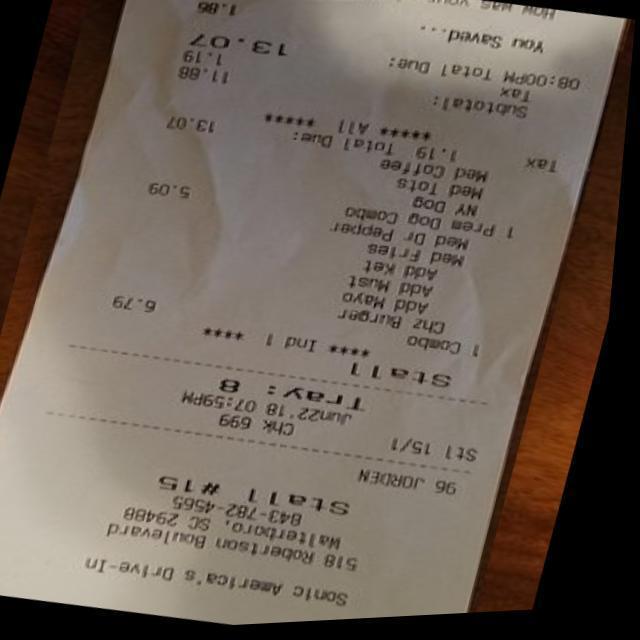 Sonic America's Drive-In
518 Robertson Boulevard
Walterboro, SC 29488
843-782-4565
Stall #15
96 JORDEN
Stl 15/1 Chk 699
Jun22'18 07:59PM
Tray: 8
Stall
**** Ind 1 ****
1 Combo 6.79
Chz Burger
Add Mayo
Add Must
Add Ket
Med Fries
Med Dr Pepper
1 Prem Dog Combo 5.09
NY Dog
Med Tots
Med Coffee
Tax 1.19 Total Due: 13.07
***** All *****
Subtotal: 11.88
Tax 1.19
08:00PM Total Due: 13.07
You Saved... 1.86
How was your